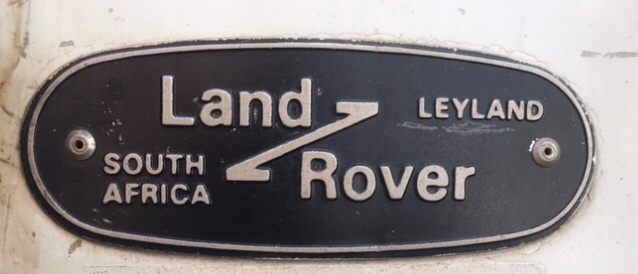 Land
LEYLAND
SOUTH
AFRICA
Rover